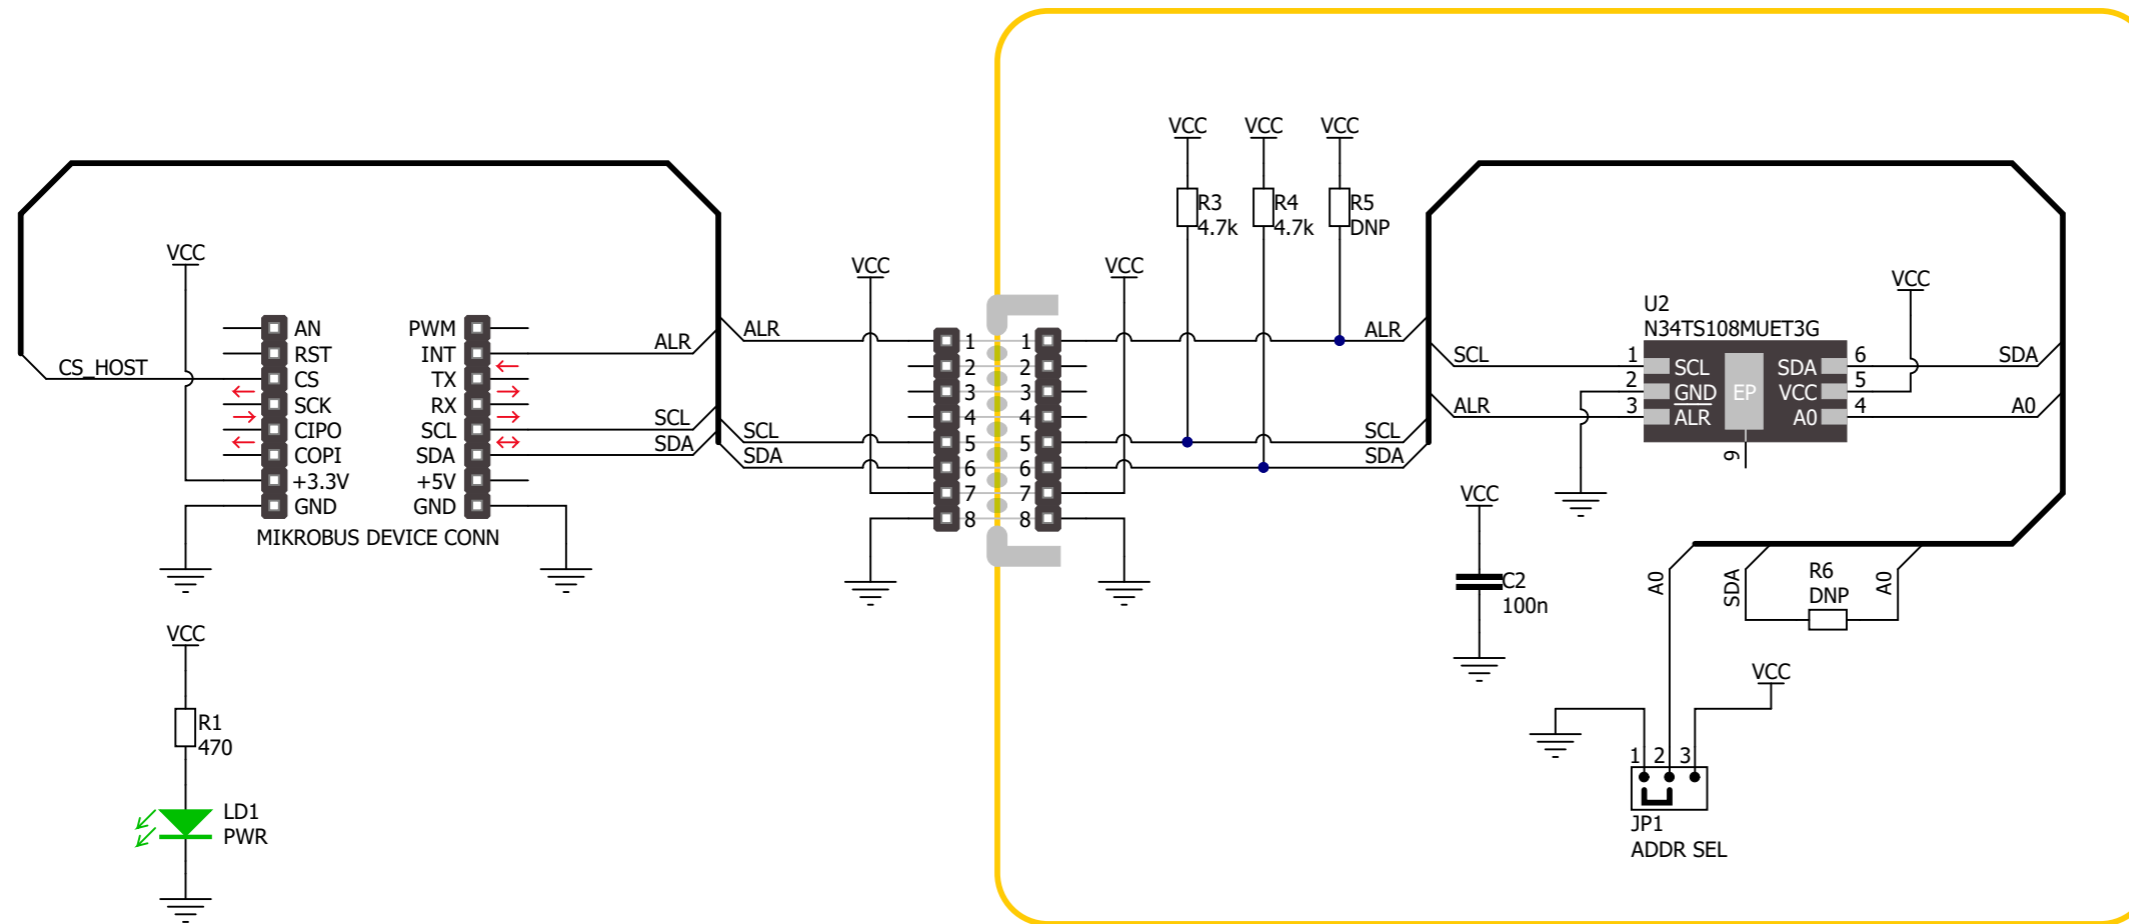 VCC
CS_HOST
AN
RST
CS
SCK
CIPO
COPI
+3.3V
GND
PWM
INT
TX
RX
SCL
SDA
+5V
GND
MIKROBUS DEVICE CONN
ALR
SCL
SDA
VCC
R1
470
LD1
PWR
ALR
SCL
SDA
VCC
1
2
3
4
5
6
7
8
1
2
3
4
5
6
7
8
VCC
VCC
R3
4.7k
VCC
R4
4.7k
VCC
R5
DNP
ALR
SCL
SDA
SCL
ALR
U2
N34TS108MUET3G
1
2
3
SCL
GND
ALR
EP
SDA
VCC
A0
6
5
4
9
VCC
SDA
A0
VCC
C2
100n
A0
SDA
R6
DNP
A0
VCC
1 2 3
JP1
ADDR SEL